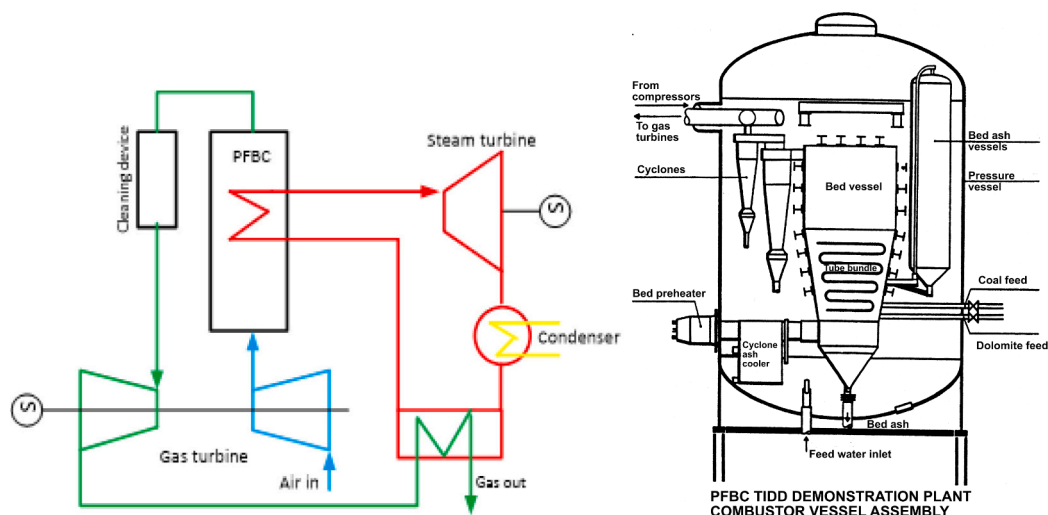 Cleaning device
PFBC
Steam turbine
S
Condenser
S
Gas turbine
Air in
Gas out
From
compressors
To gas
turbines
Cyclones
Bed vessel
Bed ash
vessels
Pressure
vessel
Tube bundle
Coal feed
Bed preheater
Dolomite feed
Cyclone
ash
cooler
Bed ash
Feed water inlet
PFBC TIDD DEMONSTRATION PLANT
COMBUSTOR VESSEL ASSEMBLY